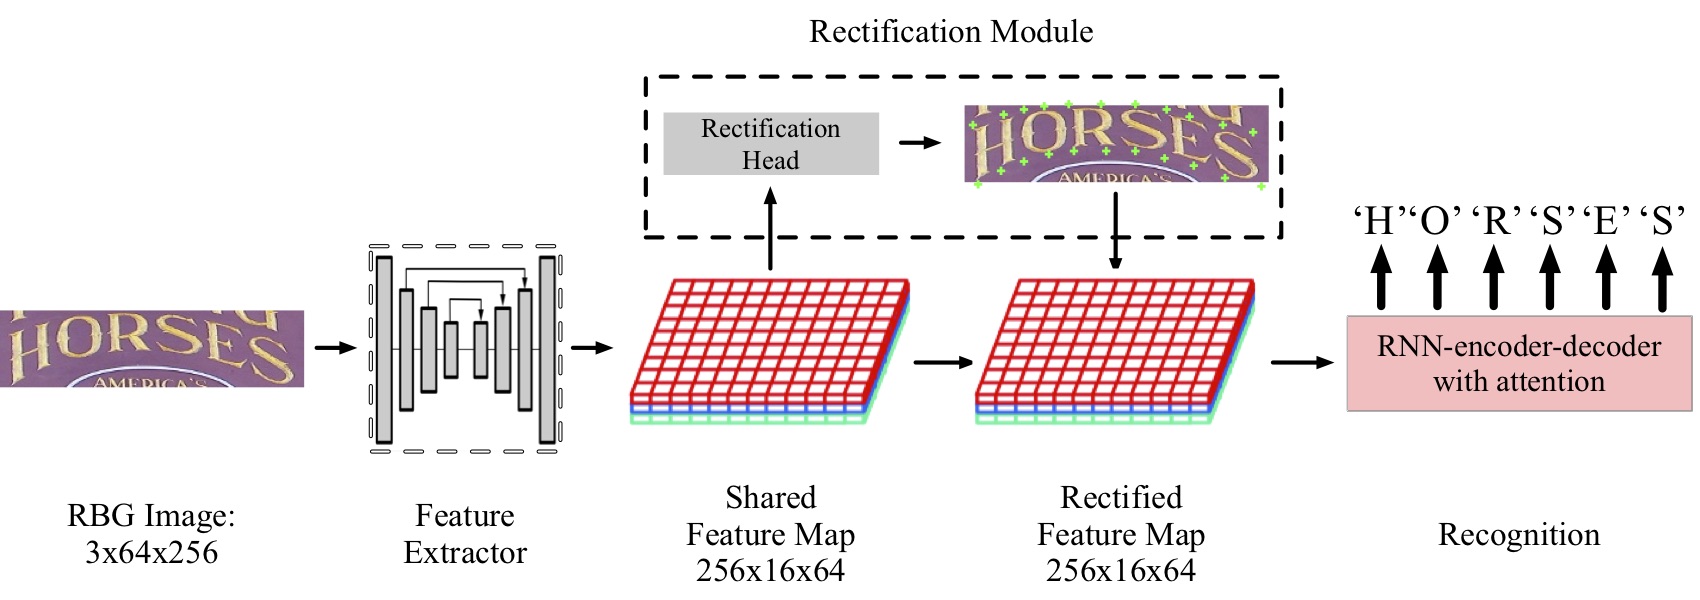 Rectification Module
Rectification
Head
HORSES
AMERICA'S
‘H’ ‘O’ ‘R’ ‘S’ ‘E’ ‘S’
HORSES
AMERICA'S
RNN-encoder-decoder
with attention
RBG Image:
3x64x256
Feature
Extractor
Shared
Feature Map
256x16x64
Rectified
Feature Map
256x16x64
Recognition